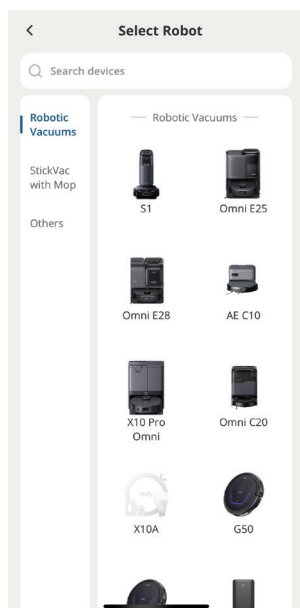 Select Robot
Search devices
Robotic
Vacuums
StickVac
with Mop
Others
Robotic Vacuums
S1
Omni E25
Omni E28
AE C10
X10 Pro
Omni
Omni C20
eufy
X10A
G50